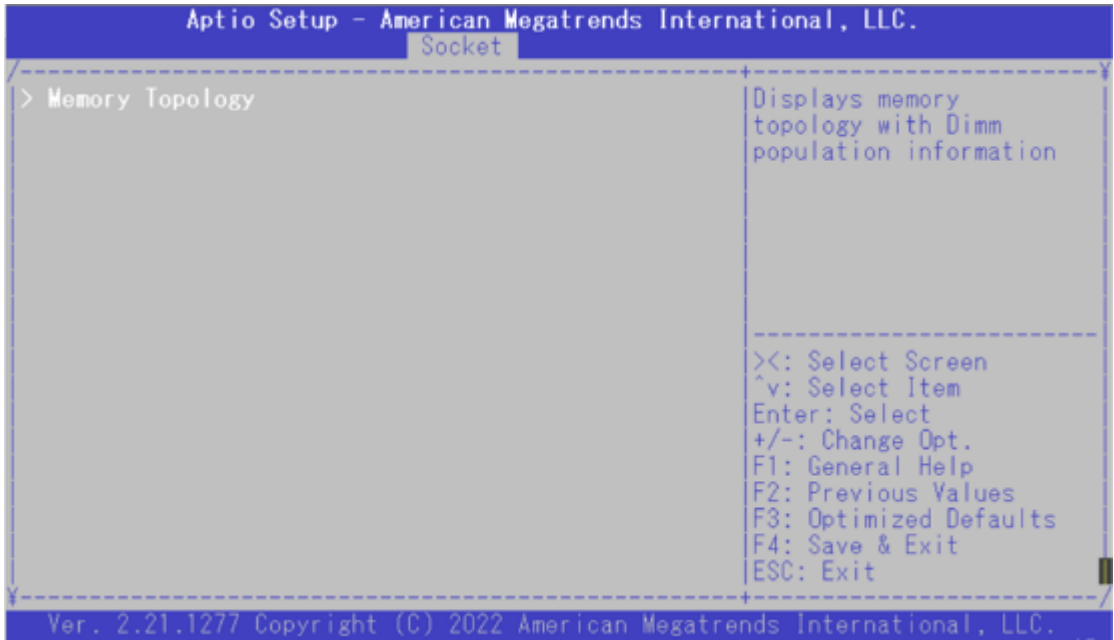 Aptio Setup - American Megatrends International, LLC.
Socket
> Memory Topology
Displays memory
topology with Dimm
population information
><: Select Screen
^v: Select Item
Enter: Select
+/-: Change Opt.
F1: General Help
F2: Previous Values
F3: Optimized Defaults
F4: Save & Exit
ESC: Exit
Ver. 2.21.1277 Copyright (C) 2022 American Megatrends International, LLC.